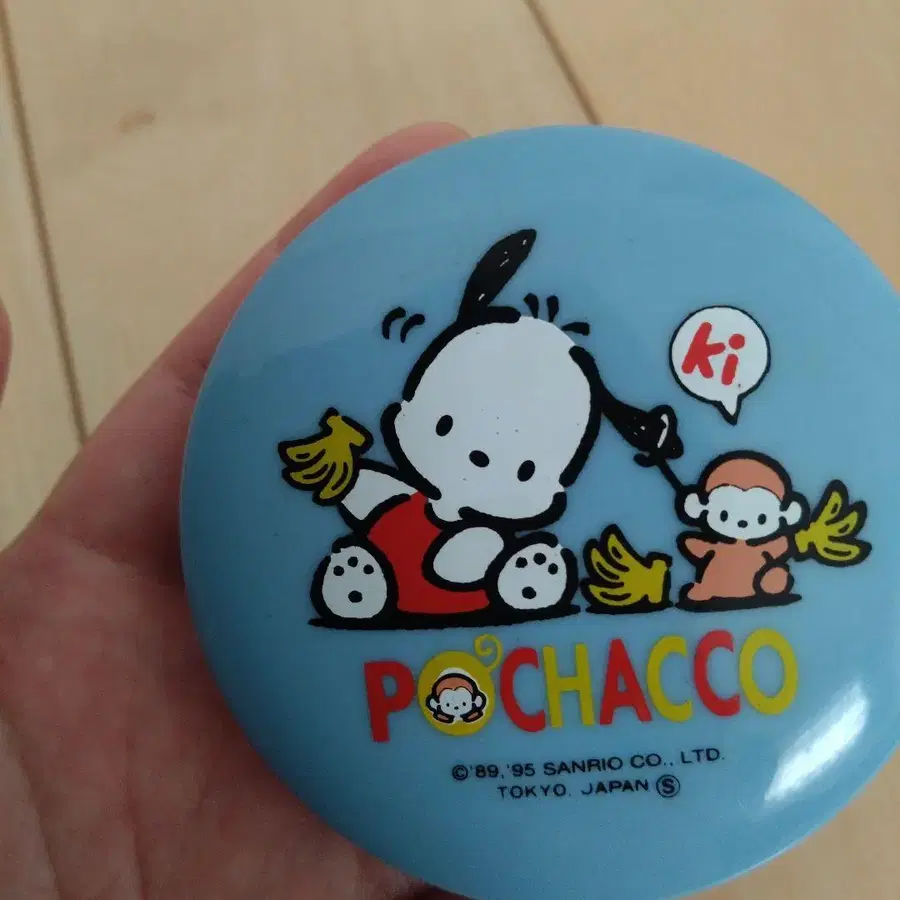 Ki
POCHACCO
©'89,'95 SANRIO CO., LTD.
TOKYO, JAPAN Ⓢ